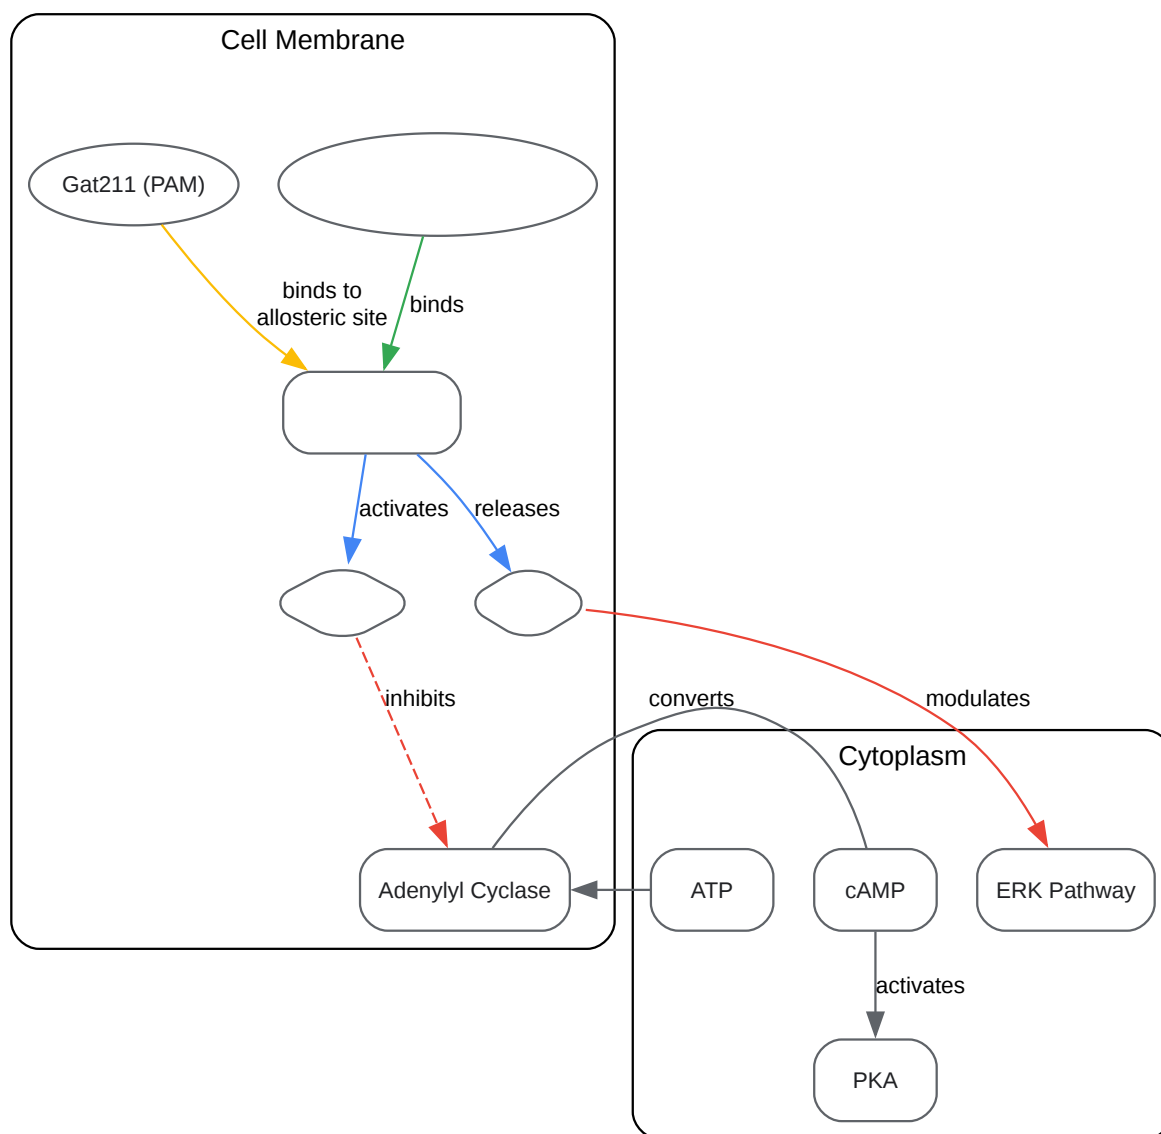 Cell Membrane
Gat211 (PAM)
binds to
allosteric site
binds
activates
releases
inhibits
converts
modulates
Cytoplasm
Adenylyl Cyclase
ATP
cAMP
ERK Pathway
activates
PKA